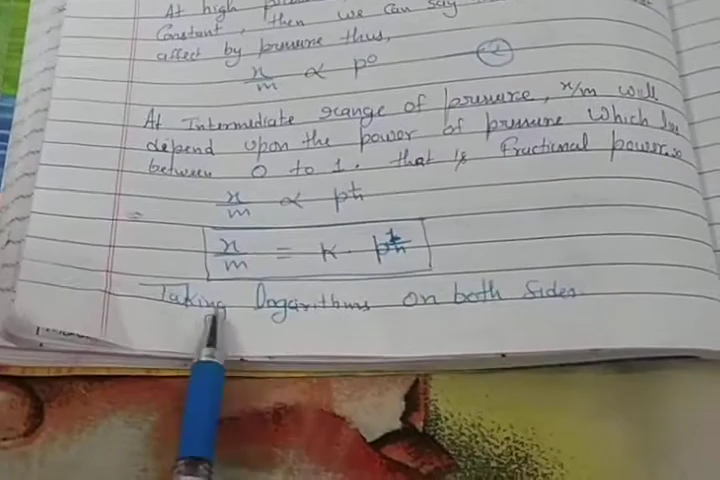 At high
Constant, then we can say
affect by pressure thus,
x/m ∝ p⁰ (2)
At Intermediate range of pressure, x/m will
depend upon the power of pressure which lie
between 0 to 1. that is fractional power so
x/m ∝ p^1/n
x/m = K. p^1/n
Taking logarithms on both sides